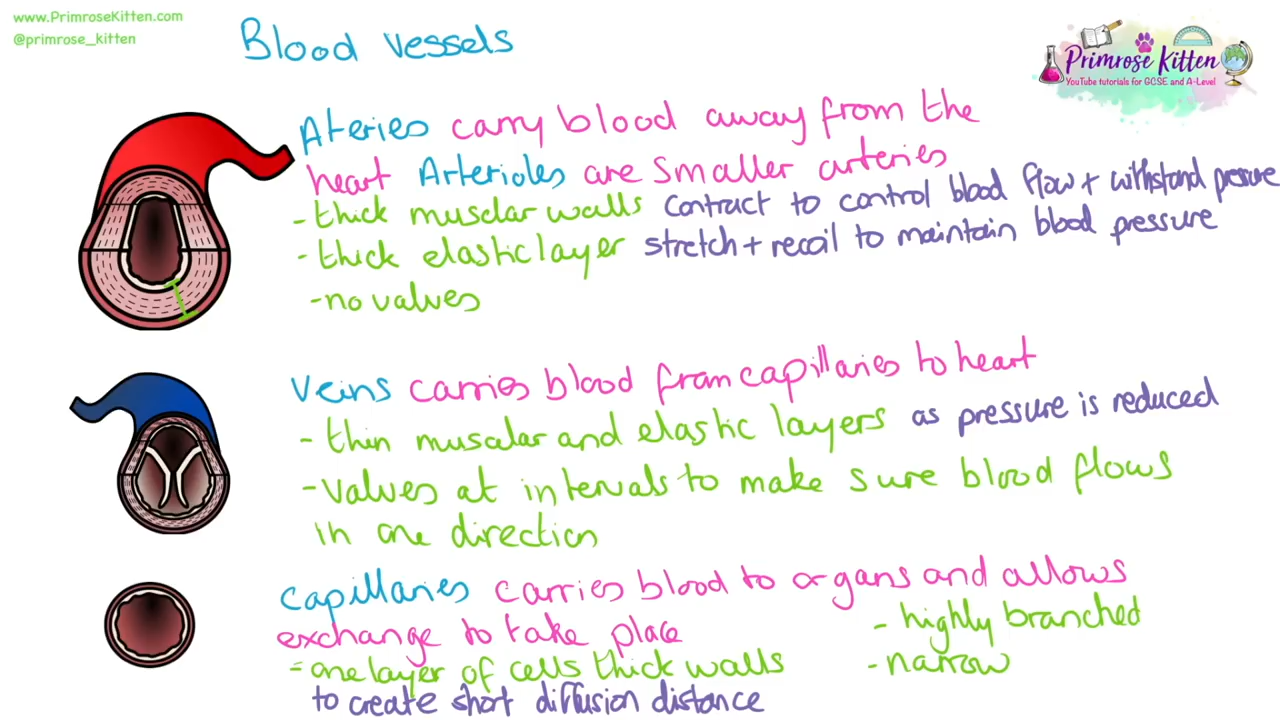 www.PrimroseKitten.com
@primrose_kitten
Blood vessels
Primrose Kitten
YouTube tutorials for GCSE and A-Level
Ateries carry blood away from the
heart Arterioles are smaller arteries
- thick musclar walls contract to control blood flow + withstand pressure
- thick elastic layer stretch + recoil to maintain blood pressure
- no valves
Veins carries blood from capillaries to heart
- thin muscalar and elastic layers as pressure is reduced
- valves at intervals to make sure blood flows
in one direction
Capillaries carries blood to organs and allows
exchange to take place
- highly branched
- one layer of cells thick walls
- narrow
to create short diffusion distance